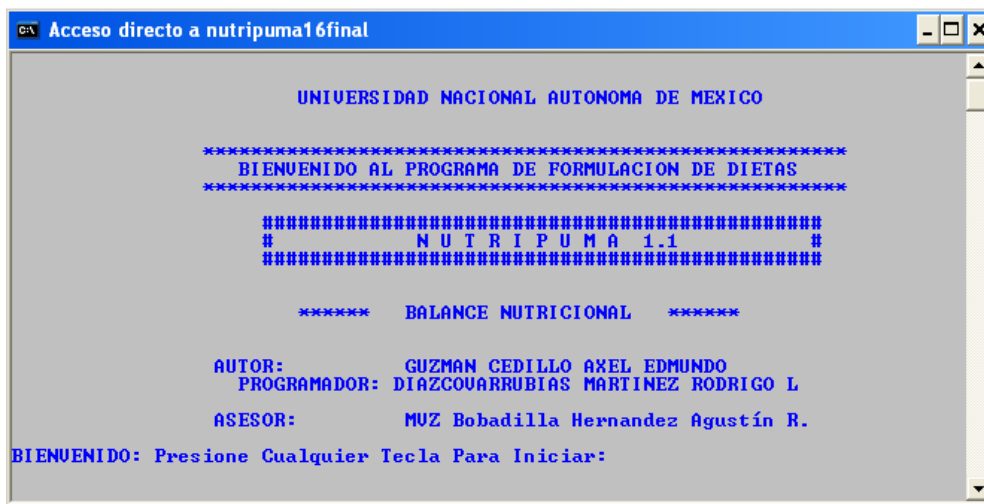 Acceso directo a nutripuma16final
UNIVERSIDAD NACIONAL AUTONOMA DE MEXICO
******************************************************
BIENVENIDO AL PROGRAMA DE FORMULACION DE DIETAS
******************************************************
###############################################
# N U T R I P U M A 1.1 #
###############################################
****** BALANCE NUTRICIONAL ******
AUTOR: GUZMAN CEDILLO AXEL EDMUNDO
PROGRAMADOR: DIAZCOVARRUBIAS MARTINEZ RODRIGO L
ASESOR: MVZ Bobadilla Hernandez Agustín R.
BIENVENIDO: Presione Cualquier Tecla Para Iniciar: